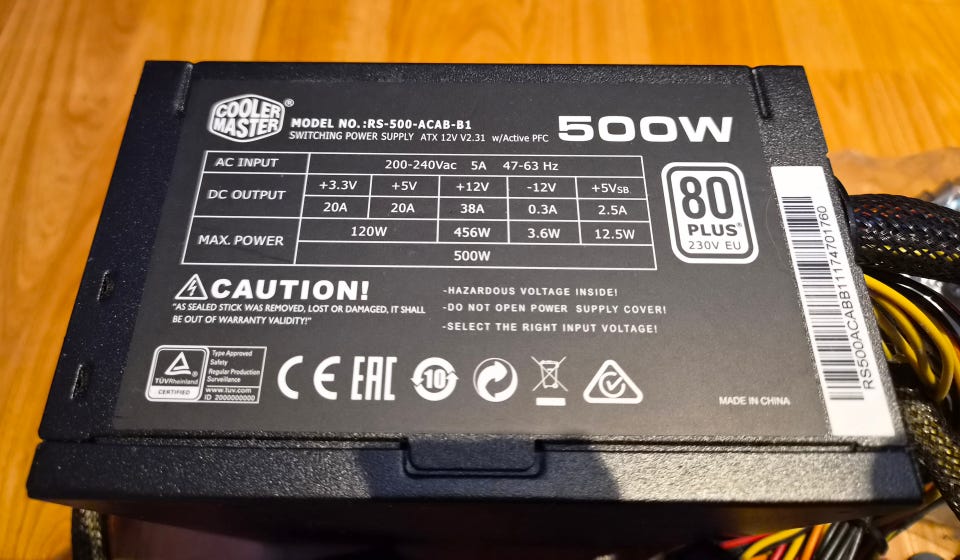 COOLER MASTER ®
MODEL NO.:RS-500-ACAB-B1
SWITCHING POWER SUPPLY ATX 12V V2.31 w/Active PFC
500W
AC INPUT 200-240Vac 5A 47-63 Hz
DC OUTPUT +3.3V +5V +12V -12V +5VSB
20A 20A 38A 0.3A 2.5A
MAX. POWER 120W 456W 3.6W 12.5W
500W
80
PLUS®
230V EU
CAUTION!
"AS SEALED STICK WAS REMOVED, LOST OR DAMAGED, IT SHALL
BE OUT OF WARRANTY VALIDITY!"
-HAZARDOUS VOLTAGE INSIDE!
-DO NOT OPEN POWER SUPPLY COVER!
-SELECT THE RIGHT INPUT VOLTAGE!
TÜVRheinland
CERTIFIED
Type Approved
Safety
Regular Production
Surveillance
www.tuv.com
ID 2000000000
CE EAC 10
MADE IN CHINA
RS500ACABB11174701760